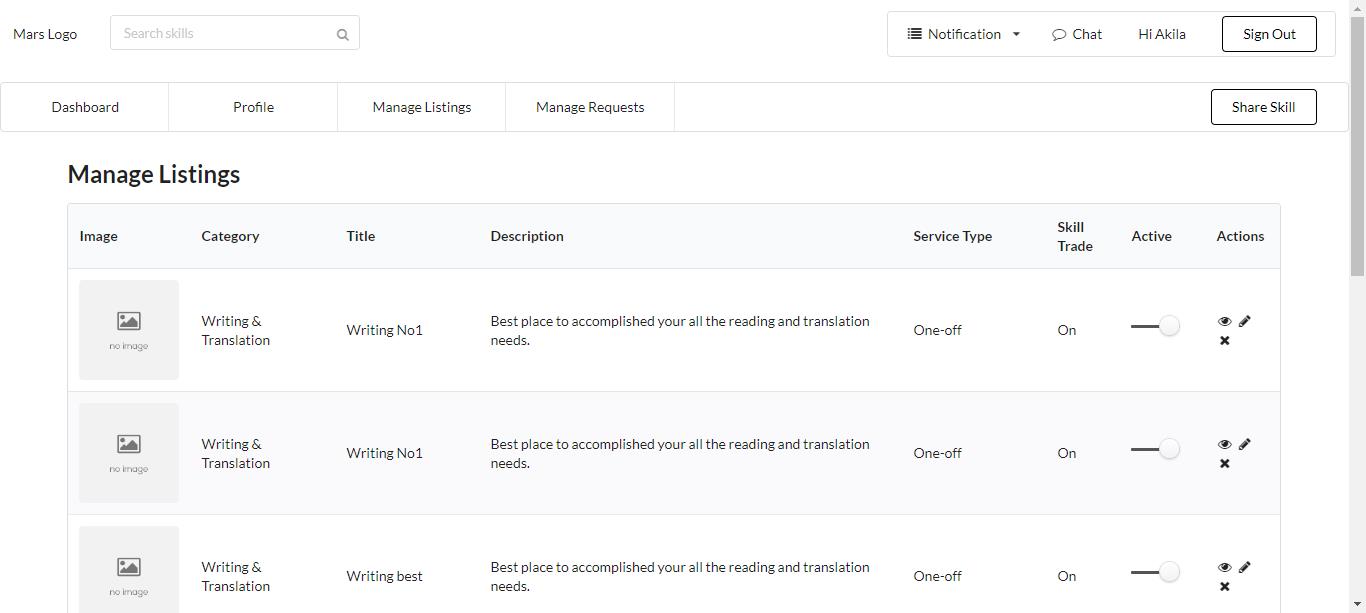 Mars Logo
Search skills
Notification
Chat
Hi Akila
Sign Out
Dashboard
Profile
Manage Listings
Manage Requests
Share Skill
Manage Listings
Image
Category
Title
Description
Service Type
Skill
Trade
Active
Actions
no image
Writing &
Translation
Writing No1
Best place to accomplished your all the reading and translation
needs.
One-off
On
no image
Writing &
Translation
Writing No1
Best place to accomplished your all the reading and translation
needs.
One-off
On
no image
Writing &
Translation
Writing best
Best place to accomplished your all the reading and translation
needs.
One-off
On